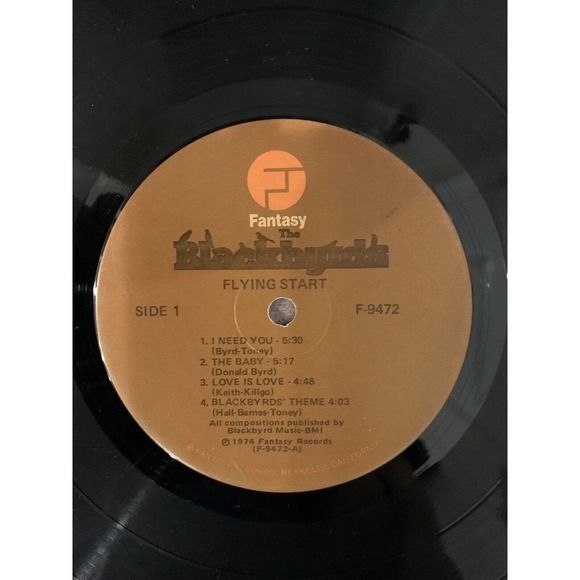 Fantasy
The
Blackbyrds
FLYING START
SIDE 1
F-9472
1. I NEED YOU - 5:30
(Byrd-Toney)
2. THE BABY - 5:17
(Donald Byrd)
3. LOVE IS LOVE - 4:46
(Keith-Killgo)
4. BLACKBYRDS' THEME 4:03
(Hall-Barnes-Toney)
All compositions published by
Blackbyrd Music-BMI
℗ 1974 Fantasy Records
(F-9472-A)
BERKELEY, CALIFORNIA